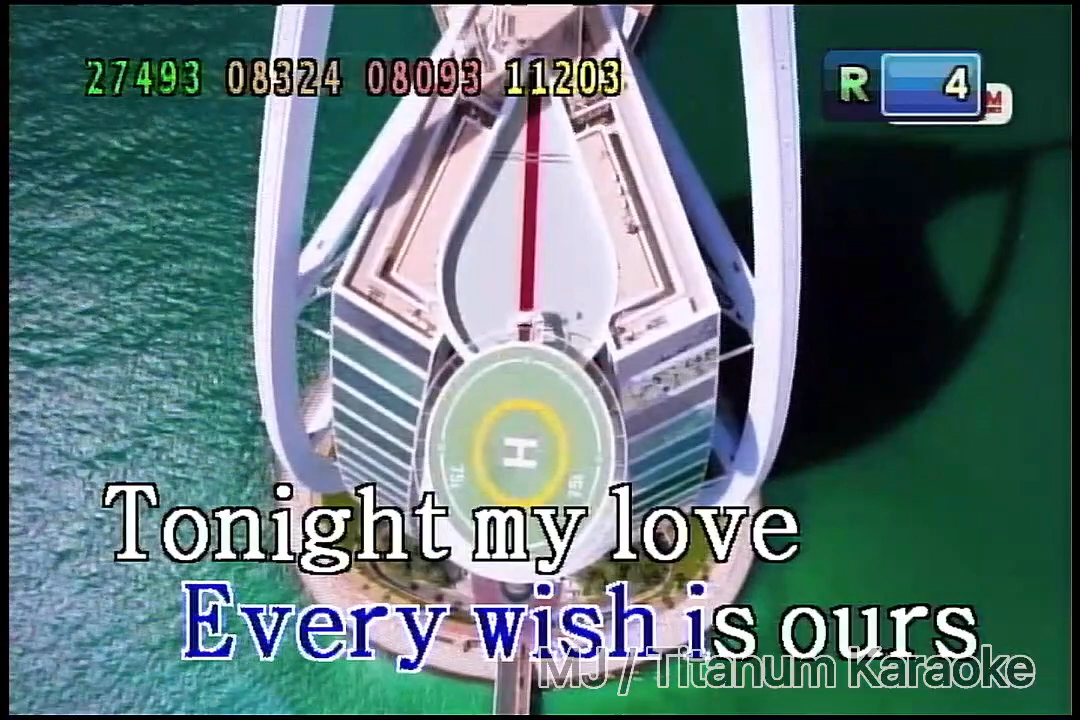 27493 08324 08093 11203
R 4
M
H
Tonight my love
Every wish is ours
MJ / Titanum Karaoke